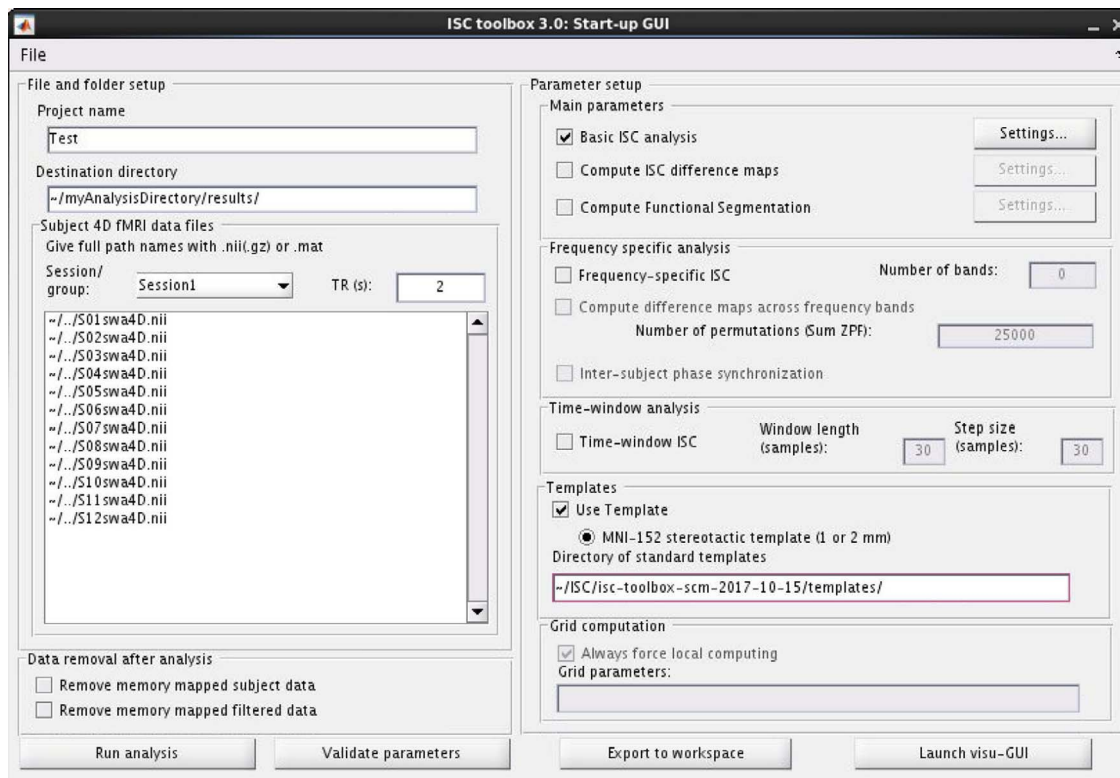 ISC toolbox 3.0: Start-up GUI
File
File and folder setup
Project name
Test
Destination directory
~/myAnalysisDirectory/results/
Subject 4D fMRI data files
Give full path names with .nii(.gz) or .mat
Session/
group:
Session1
TR (s):
2
~/../S01swa4D.nii
~/../S02swa4D.nii
~/../S03swa4D.nii
~/../S04swa4D.nii
~/../S05swa4D.nii
~/../S06swa4D.nii
~/../S07swa4D.nii
~/../S08swa4D.nii
~/../S09swa4D.nii
~/../S10swa4D.nii
~/../S11swa4D.nii
~/../S12swa4D.nii
Data removal after analysis
Remove memory mapped subject data
Remove memory mapped filtered data
Run analysis
Validate parameters
Parameter setup
Main parameters
Basic ISC analysis
Settings...
Compute ISC difference maps
Settings...
Compute Functional Segmentation
Settings...
Frequency specific analysis
Frequency-specific ISC
Number of bands:
0
Compute difference maps across frequency bands
Number of permutations (Sum ZPF):
25000
Inter-subject phase synchronization
Time-window analysis
Time-window ISC
Window length
(samples):
30
Step size
(samples):
30
Templates
Use Template
MNI-152 stereotactic template (1 or 2 mm)
Directory of standard templates
~/ISC/isc-toolbox-scm-2017-10-15/templates/
Grid computation
Always force local computing
Grid parameters:
Export to workspace
Launch visu-GUI